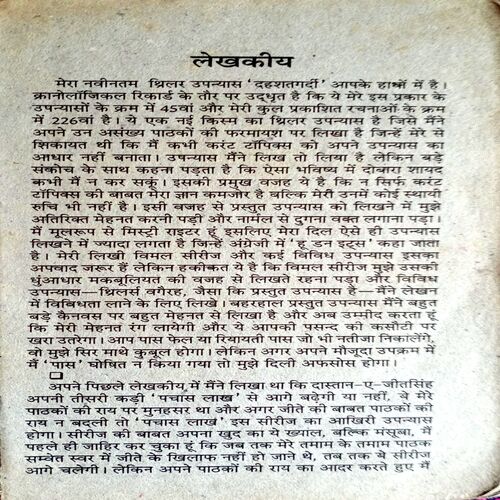 लेखकीय
मेरा नवीनतम थ्रिलर उपन्यास 'दहशतगर्दी' आपके हाथों में है।
क्रानोलॉजिकल रिकार्ड के तौर पर उद्धृत है कि ये मेरे इस प्रकार के
उपन्यासों के क्रम में 45वां और मेरी कुल प्रकाशित रचनाओं के क्रम
में 226वां है। ये एक नई किस्म का थ्रिलर उपन्यास है जिसे मैंने
अपने उन असंख्य पाठकों की फरमायश पर लिखा है जिन्हें मेरे से
शिकायत थी कि मैं कभी करंट टॉपिक्स को अपने उपन्यास का
आधार नहीं बनाता। उपन्यास मैंने लिख तो लिया है लेकिन बड़े
संकोच के साथ कहना पड़ता है कि ऐसा भविष्य में दोबारा शायद
कभी मैं न कर सकूं। इसकी प्रमुख वजह ये है कि न सिर्फ करंट
टॉपिक्स की बाबत मेरा ज्ञान कमजोर है बल्कि मेरी उनमें कोई स्थायी
रुचि भी नहीं है। इसी वजह से प्रस्तुत उपन्यास को लिखने में मुझे
अतिरिक्त मेहनत करनी पड़ी और नार्मल से दुगना वक्त लगाना पड़ा।
मैं मूलरूप से मिस्ट्री राइटर हूं इसलिए मेरा दिल ऐसे ही उपन्यास
लिखने में ज्यादा लगता है जिन्हें अंग्रेजी में 'हू डन इट्स' कहा जाता
है। मेरी लिखी विमल सीरीज और कई विविध उपन्यास इसका
अपवाद जरूर हैं लेकिन हकीकत ये है कि विमल सीरीज मुझे उसकी
धुंआधार मकबूलियत की वजह से लिखते रहना पड़ा और विविध
उपन्यास—थ्रिलर्स वगैरह, जैसा कि प्रस्तुत उपन्यास है—मैंने लेखन
में विविधता लाने के लिए लिखे। बहरहाल प्रस्तुत उपन्यास मैंने बहुत
बड़े कैनवस पर बहुत मेहनत से लिखा है और अब उम्मीद करता हूं
कि मेरी मेहनत रंग लायेगी और ये आपकी पसन्द की कसौटी पर
खरा उतरेगा। आप पास फेल या रियायती पास जो भी नतीजा निकालेंगे,
वो मुझे सिर माथे कुबूल होगा। लेकिन अगर अपने मौजूदा उपक्रम में
मैं 'पास' घोषित न किया गया तो मुझे दिली अफसोस होगा।
अपने पिछले लेखकीय में मैंने लिखा था कि दास्तान-ए-जीतसिंह
अपनी तीसरी कड़ी 'पचास लाख' से आगे बढ़ेगी या नहीं, ये मेरे
पाठकों की राय पर मुनहसर था और अगर जीते की बाबत पाठकों की
राय न बदली तो 'पचास लाख' इस सीरीज का आखिरी उपन्यास
होगा। सीरीज की बाबत अपना खुद का ये ख्याल, बल्कि मंसूबा, मैं
पहले ही जाहिर कर चुका हूं कि जब तक मेरे तमाम के तमाम पाठक
सम्वेत स्वर में जीते के खिलाफ नहीं हो जाने थे, तब तक ये सीरीज
आगे चलेगी। लेकिन अपने पाठकों की राय का आदर करते हुए मैं